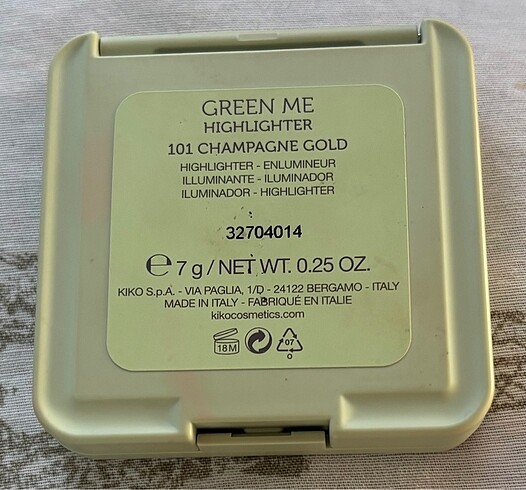 GREEN ME
HIGHLIGHTER
101 CHAMPAGNE GOLD
HIGHLIGHTER - ENLUMINEUR
ILLUMINANTE - ILUMINADOR
ILUMINADOR - HIGHLIGHTER
32704014
℮ 7 g / NET WT. 0.25 OZ.
KIKO S.p.A. - VIA PAGLIA, 1/D - 24122 BERGAMO - ITALY
MADE IN ITALY - FABRIQUÉ EN ITALIE
kikocosmetics.com
18M 07
O